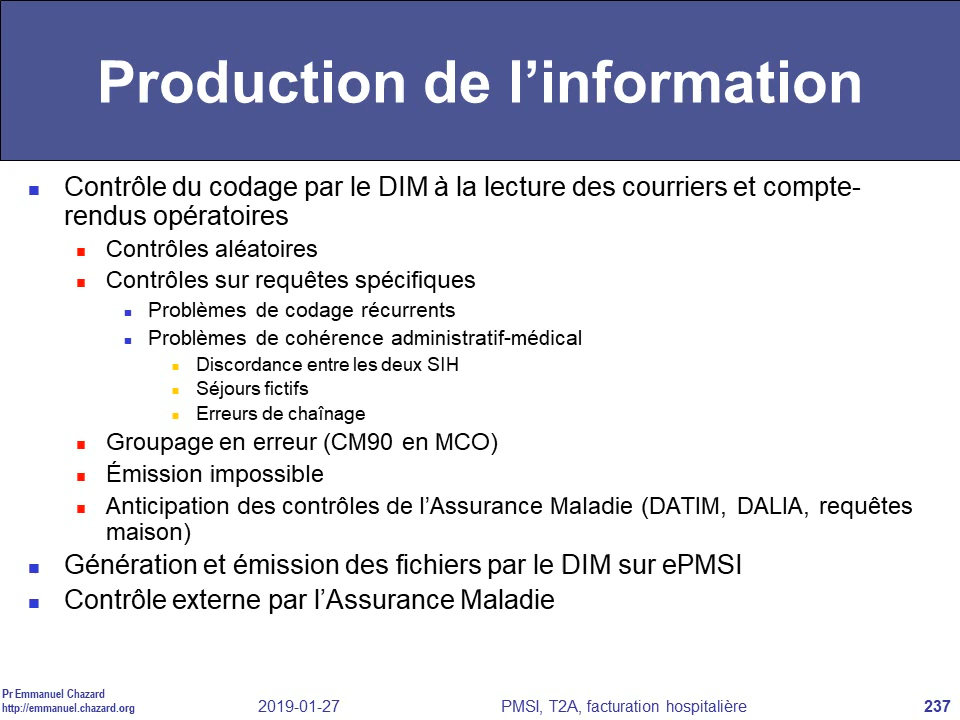 Production de l’information
Contrôle du codage par le DIM à la lecture des courriers et compte-
rendus opératoires
Contrôles aléatoires
Contrôles sur requêtes spécifiques
Problèmes de codage récurrents
Problèmes de cohérence administratif-médical
Discordance entre les deux SIH
Séjours fictifs
Erreurs de chaînage
Groupage en erreur (CM90 en MCO)
Émission impossible
Anticipation des contrôles de l’Assurance Maladie (DATIM, DALIA, requêtes
maison)
Génération et émission des fichiers par le DIM sur ePMSI
Contrôle externe par l’Assurance Maladie
Pr Emmanuel Chazard
http://emmanuel.chazard.org
2019-01-27
PMSI, T2A, facturation hospitalière
237